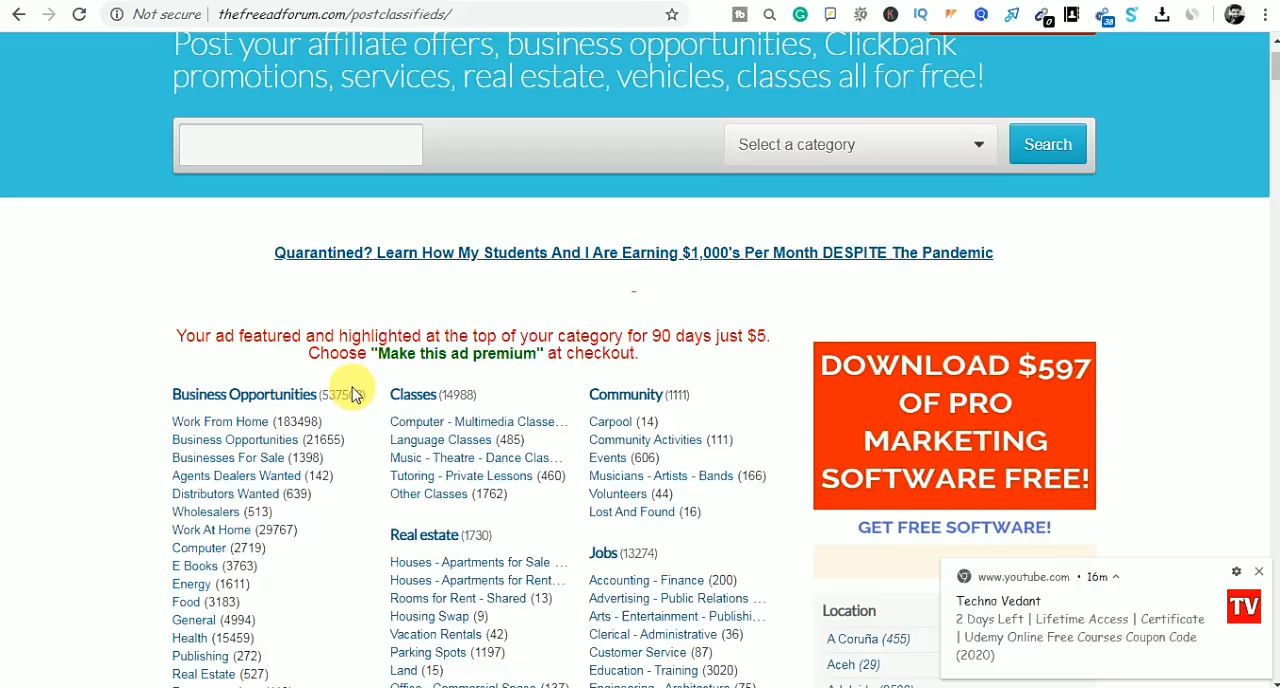 Not secure | thefreeadforum.com/postclassifieds/
Post your affiliate offers, business opportunities, Clickbank
promotions, services, real estate, vehicles, classes all for free!
Select a category
Search
Quarantined? Learn How My Students And I Are Earning $1,000's Per Month DESPITE The Pandemic
-
Your ad featured and highlighted at the top of your category for 90 days just $5.
Choose "Make this ad premium" at checkout.
Business Opportunities
Work From Home (183498)
Business Opportunities (21655)
Businesses For Sale (1398)
Agents Dealers Wanted (142)
Distributors Wanted (639)
Wholesalers (513)
Work At Home (29767)
Computer (2719)
E Books (3763)
Energy (1611)
Food (3183)
General (4994)
Health (15459)
Publishing (272)
Real Estate (527)
Classes (14988)
Computer - Multimedia Classe...
Language Classes (485)
Music - Theatre - Dance Clas...
Tutoring - Private Lessons (460)
Other Classes (1762)
Real estate (1730)
Houses - Apartments for Sale ...
Houses - Apartments for Rent...
Rooms for Rent - Shared (13)
Housing Swap (9)
Vacation Rentals (42)
Parking Spots (1197)
Land (15)
Office - Commercial Space (137)
Community (1111)
Carpool (14)
Community Activities (111)
Events (606)
Musicians - Artists - Bands (166)
Volunteers (44)
Lost And Found (16)
Jobs (13274)
Accounting - Finance (200)
Advertising - Public Relations ...
Arts - Entertainment - Publishi...
Clerical - Administrative (36)
Customer Service (87)
Education - Training (3020)
Engineering - Architecture (75)
DOWNLOAD $597
OF PRO
MARKETING
SOFTWARE FREE!
GET FREE SOFTWARE!
Location
A Coruña (455)
Aceh (29)
www.youtube.com • 16m
Techno Vedant
2 Days Left | Lifetime Access | Certificate
| Udemy Online Free Courses Coupon Code
(2020)
TV